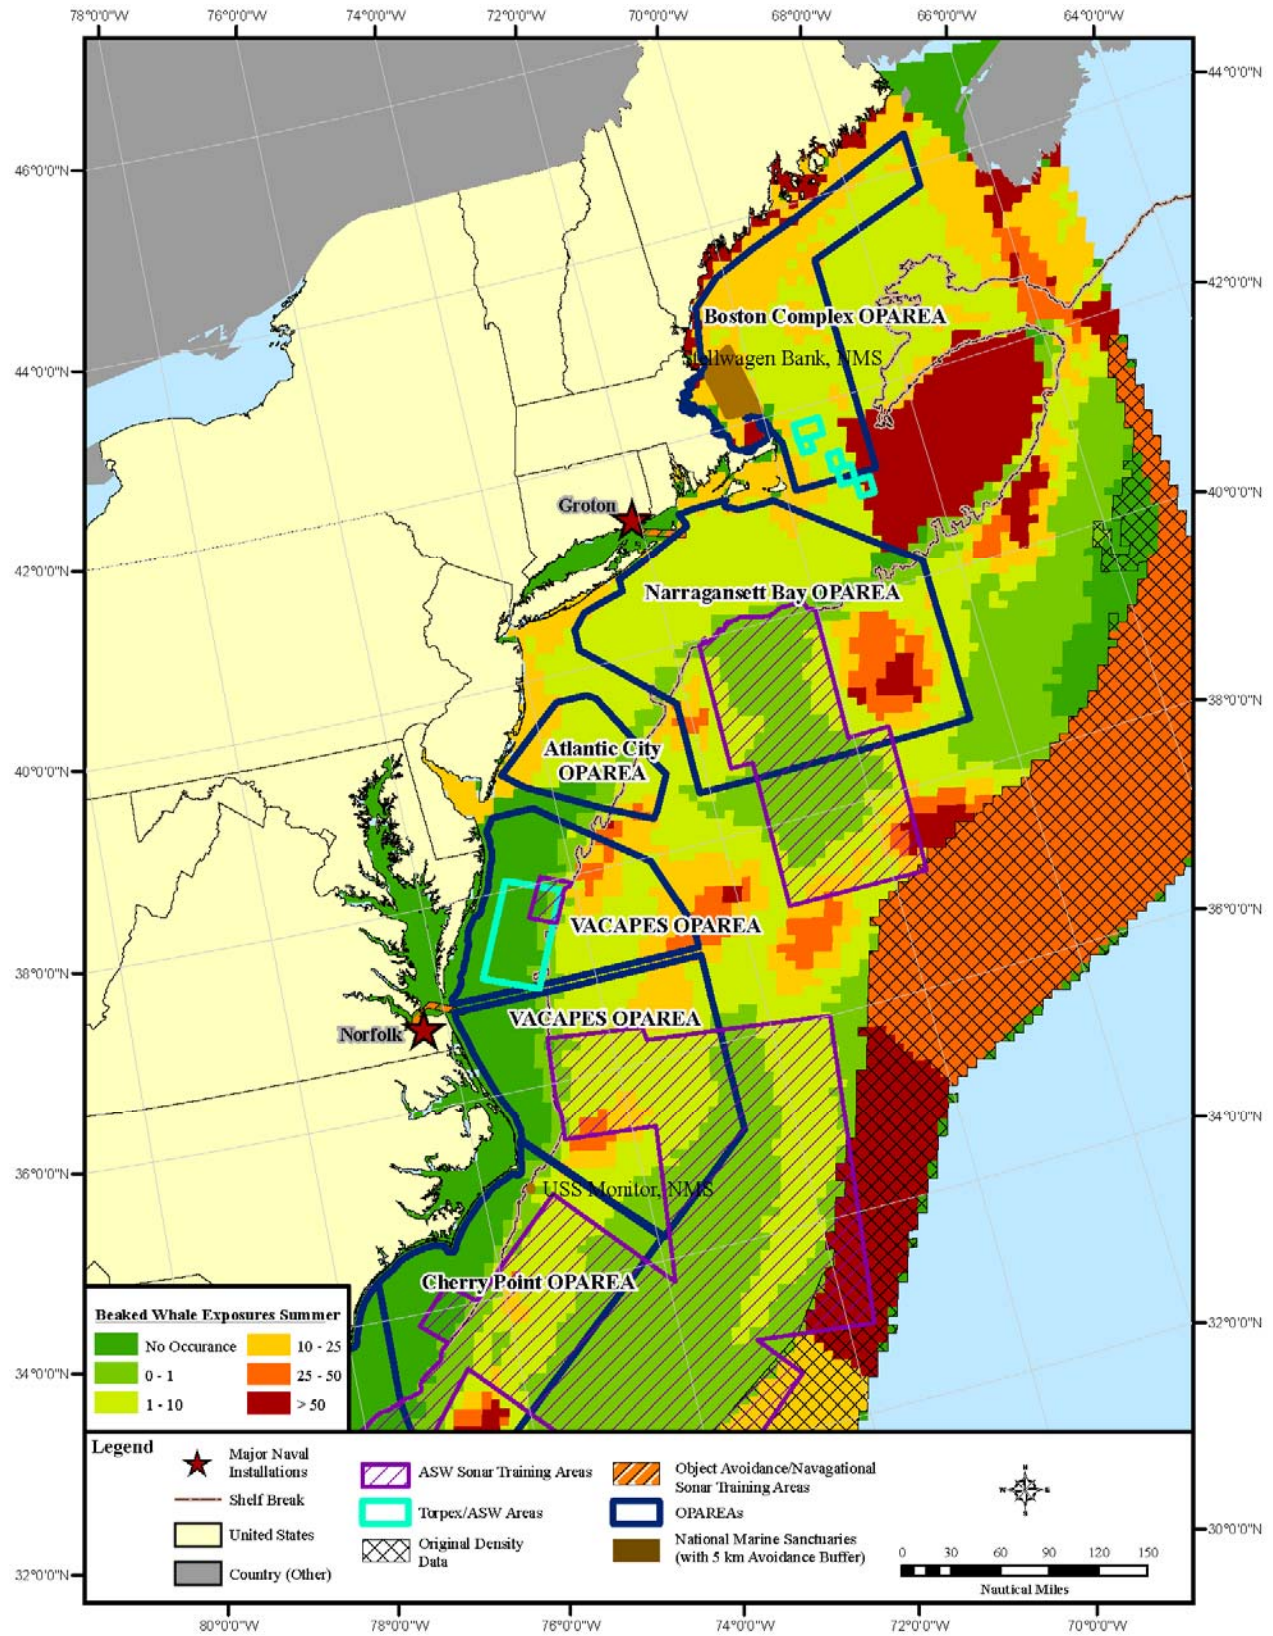 78°0'0"W 76°0'0"W 74°0'0"W 72°0'0"W 70°0'0"W 68°0'0"W 66°0'0"W 64°0'0"W
44°0'0"N
46°0'0"N
42°0'0"N
Boston Complex OPAREA
Stellwagen Bank, NMS
44°0'0"N
40°0'0"N
Groton
42°0'0"N
Narragansett Bay OPAREA
38°0'0"N
Atlantic City
OPAREA
40°0'0"N
36°0'0"N
VACAPES OPAREA
38°0'0"N
VACAPES OPAREA
Norfolk
34°0'0"N
36°0'0"N
USS Monitor, NMS
Cherry Point OPAREA
32°0'0"N
34°0'0"N
Beaked Whale Exposures Summer
No Occurance
0 - 1
1 - 10
10 - 25
25 - 50
> 50
Legend
Major Naval
Installations
Shelf Break
United States
Country (Other)
ASW Sonar Training Areas
Torpex/ASW Areas
Original Density
Data
Object Avoidance/Navagational
Sonar Training Areas
OPAREAs
National Marine Sanctuaries
(with 5 km Avoidance Buffer)
N
W E
S
0 30 60 90 120 150
Nautical Miles
30°0'0"N
32°0'0"N
80°0'0"W 78°0'0"W 76°0'0"W 74°0'0"W 72°0'0"W 70°0'0"W